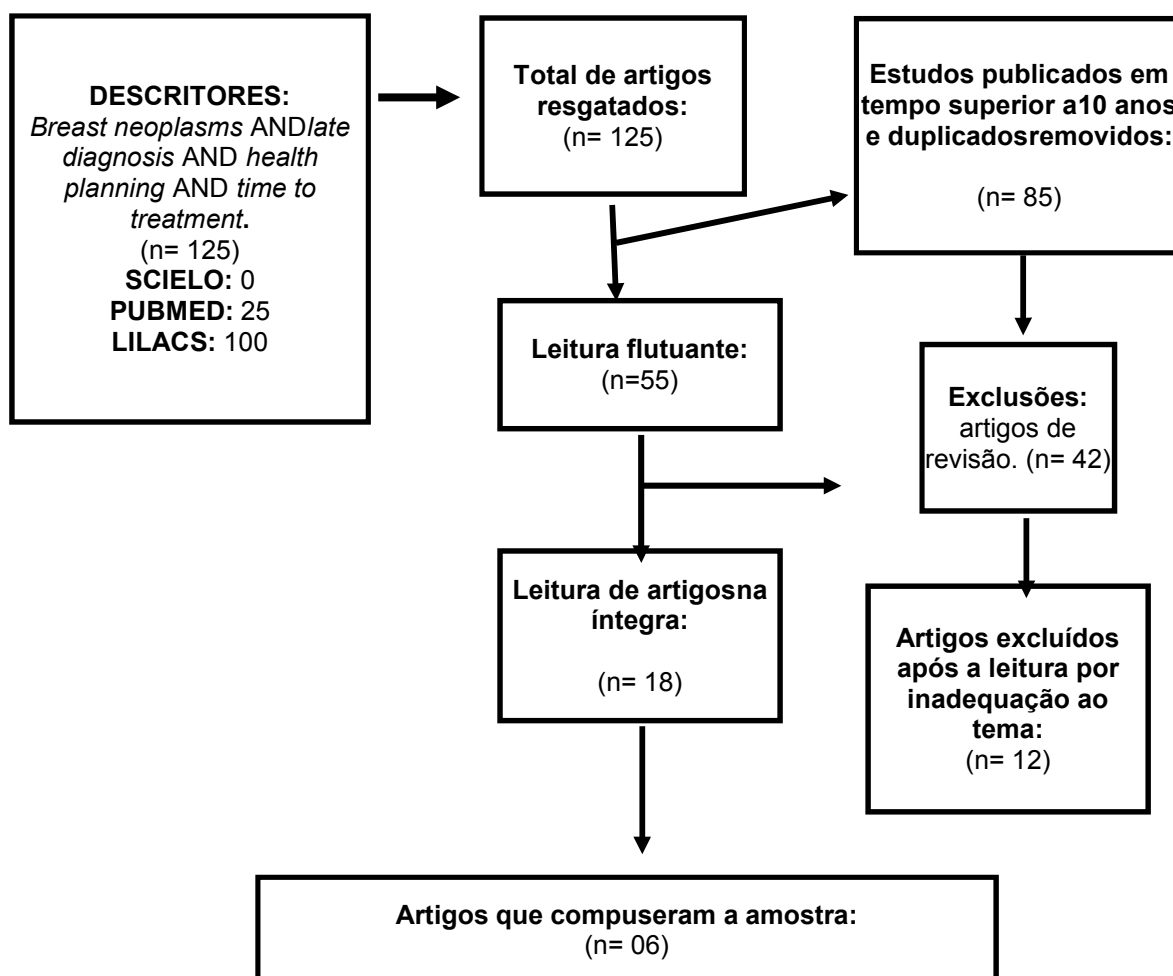 DESCRITORES:
Breast neoplasms ANDlate
diagnosis AND health
planning AND time to
treatment.
(n= 125)
SCIELO: 0
PUBMED: 25
LILACS: 100
Total de artigos
resgatados:
(n= 125)
Estudos publicados em
tempo superior a10 anos
e duplicadosremovidos:
(n= 85)
Leitura flutuante:
(n=55)
Exclusões:
artigos de
revisão. (n= 42)
Leitura de artigosna
íntegra:
(n= 18)
Artigos excluídos
após a leitura por
inadequação ao
tema:
(n= 12)
Artigos que compuseram a amostra:
(n= 06)